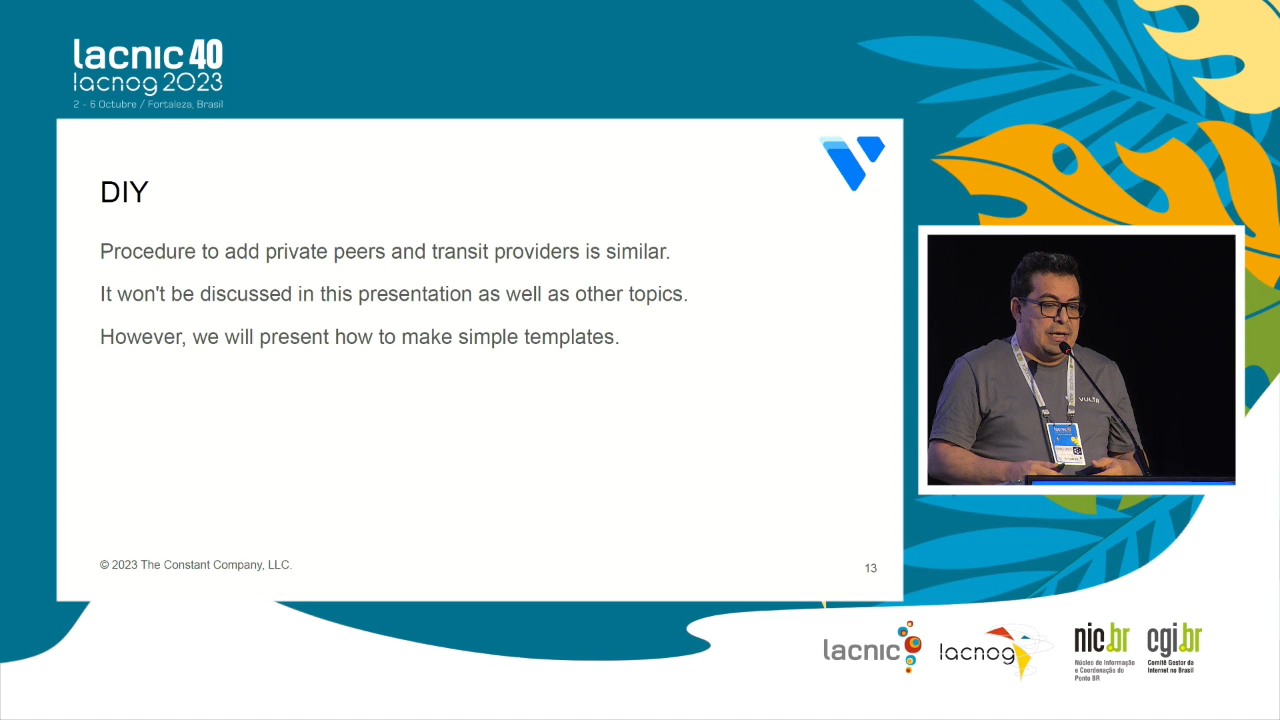 lacnic 40
lacnog 2023
2 - 6 Octubre / Fortaleza, Brasil
DIY
Procedure to add private peers and transit providers is similar.
It won't be discussed in this presentation as well as other topics.
However, we will present how to make simple templates.
© 2023 The Constant Company, LLC.
13
VULTR
lacnic 40
lacnic
lacnog
nic.br
Núcleo de Informação
e Coordenação do
Ponto BR
cgi.br
Comitê Gestor da
Internet no Brasil